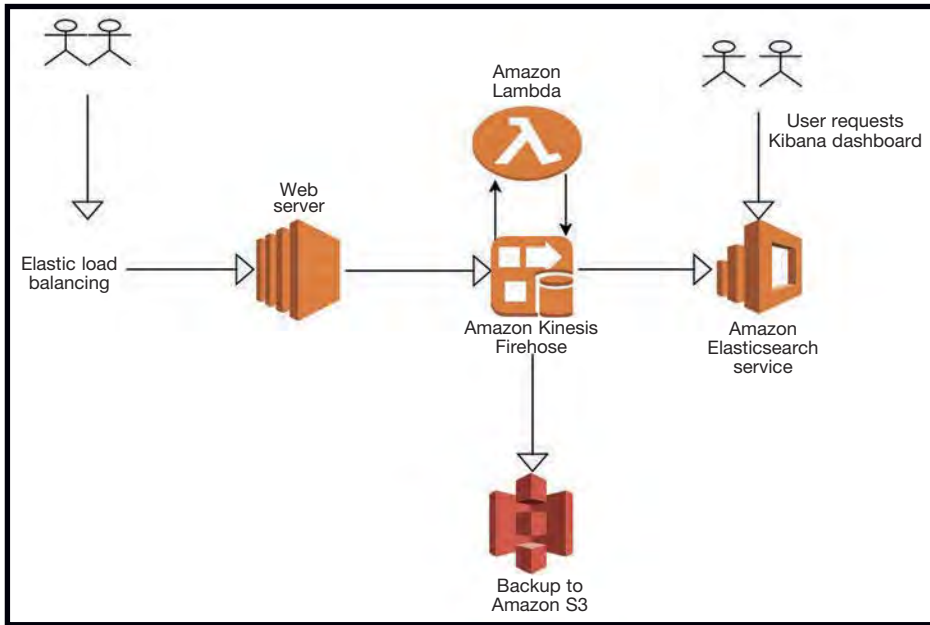 Amazon
Lambda
User requests
Kibana dashboard
Web
server
Elastic load
balancing
Amazon Kinesis
Firehose
Amazon
Elasticsearch
service
Backup to
Amazon S3